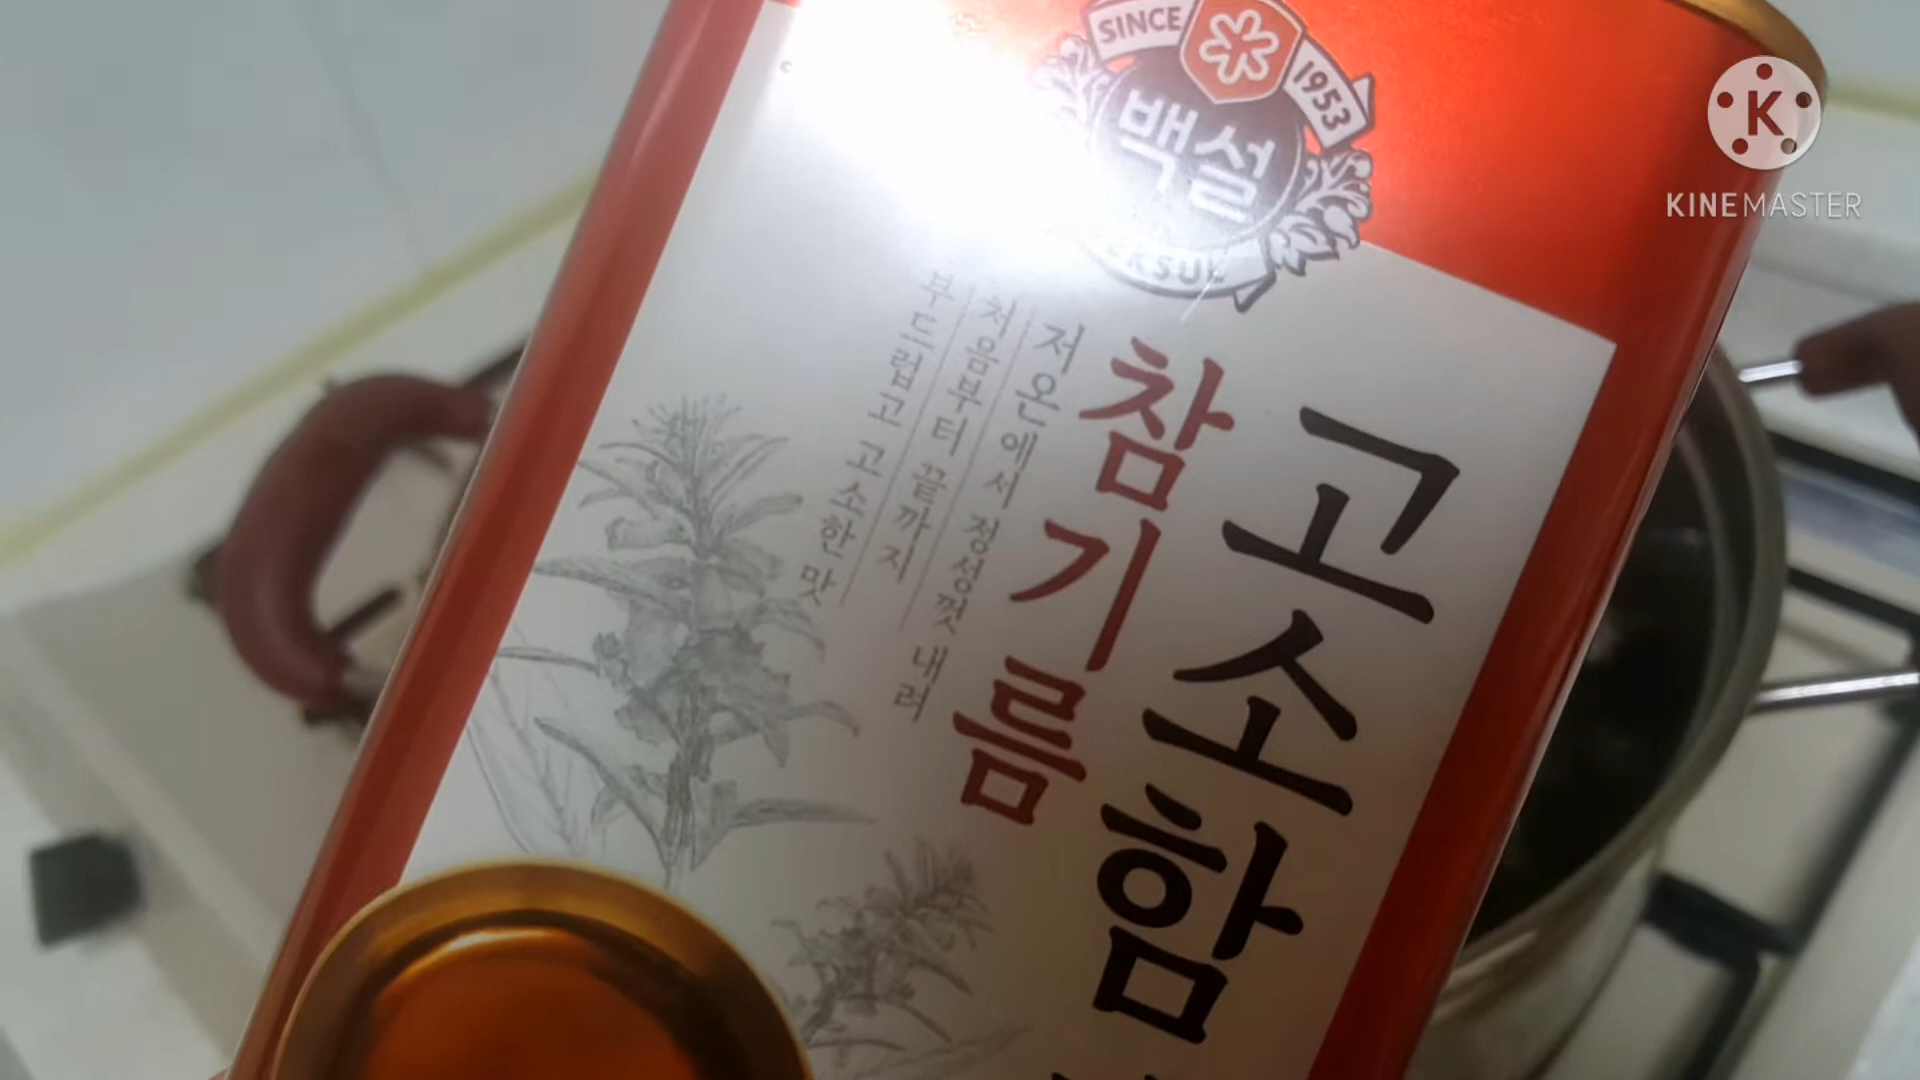 SINCE 1953
백설
고소함
참기름
저온에서 정성껏 내려
처음부터 끝까지
부드럽고 고소한 맛
K
KINEMASTER